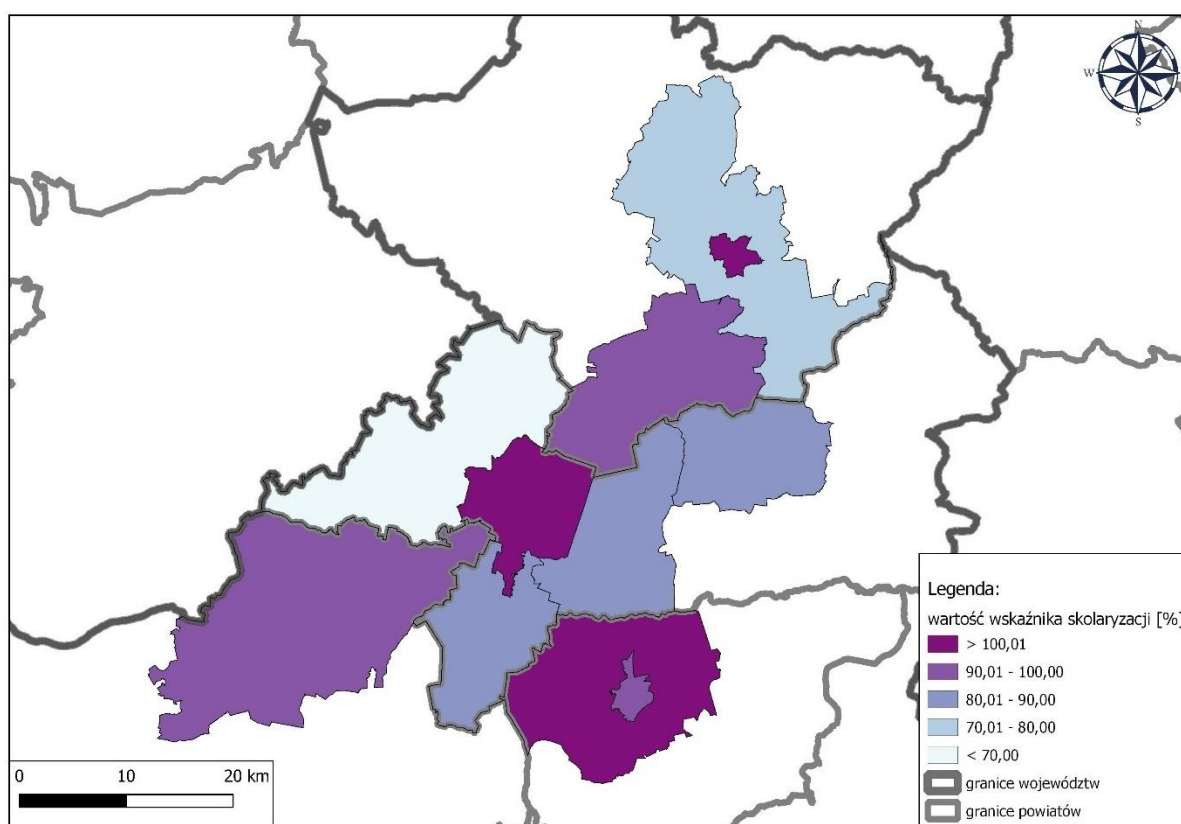 N
W
S
Legenda:
wartość wskaźnika skolaryzacji [%]
> 100,01
90,01 - 100,00
80,01 - 90,00
70,01 - 80,00
< 70,00
granice województw
granice powiatów
0 10 20 km